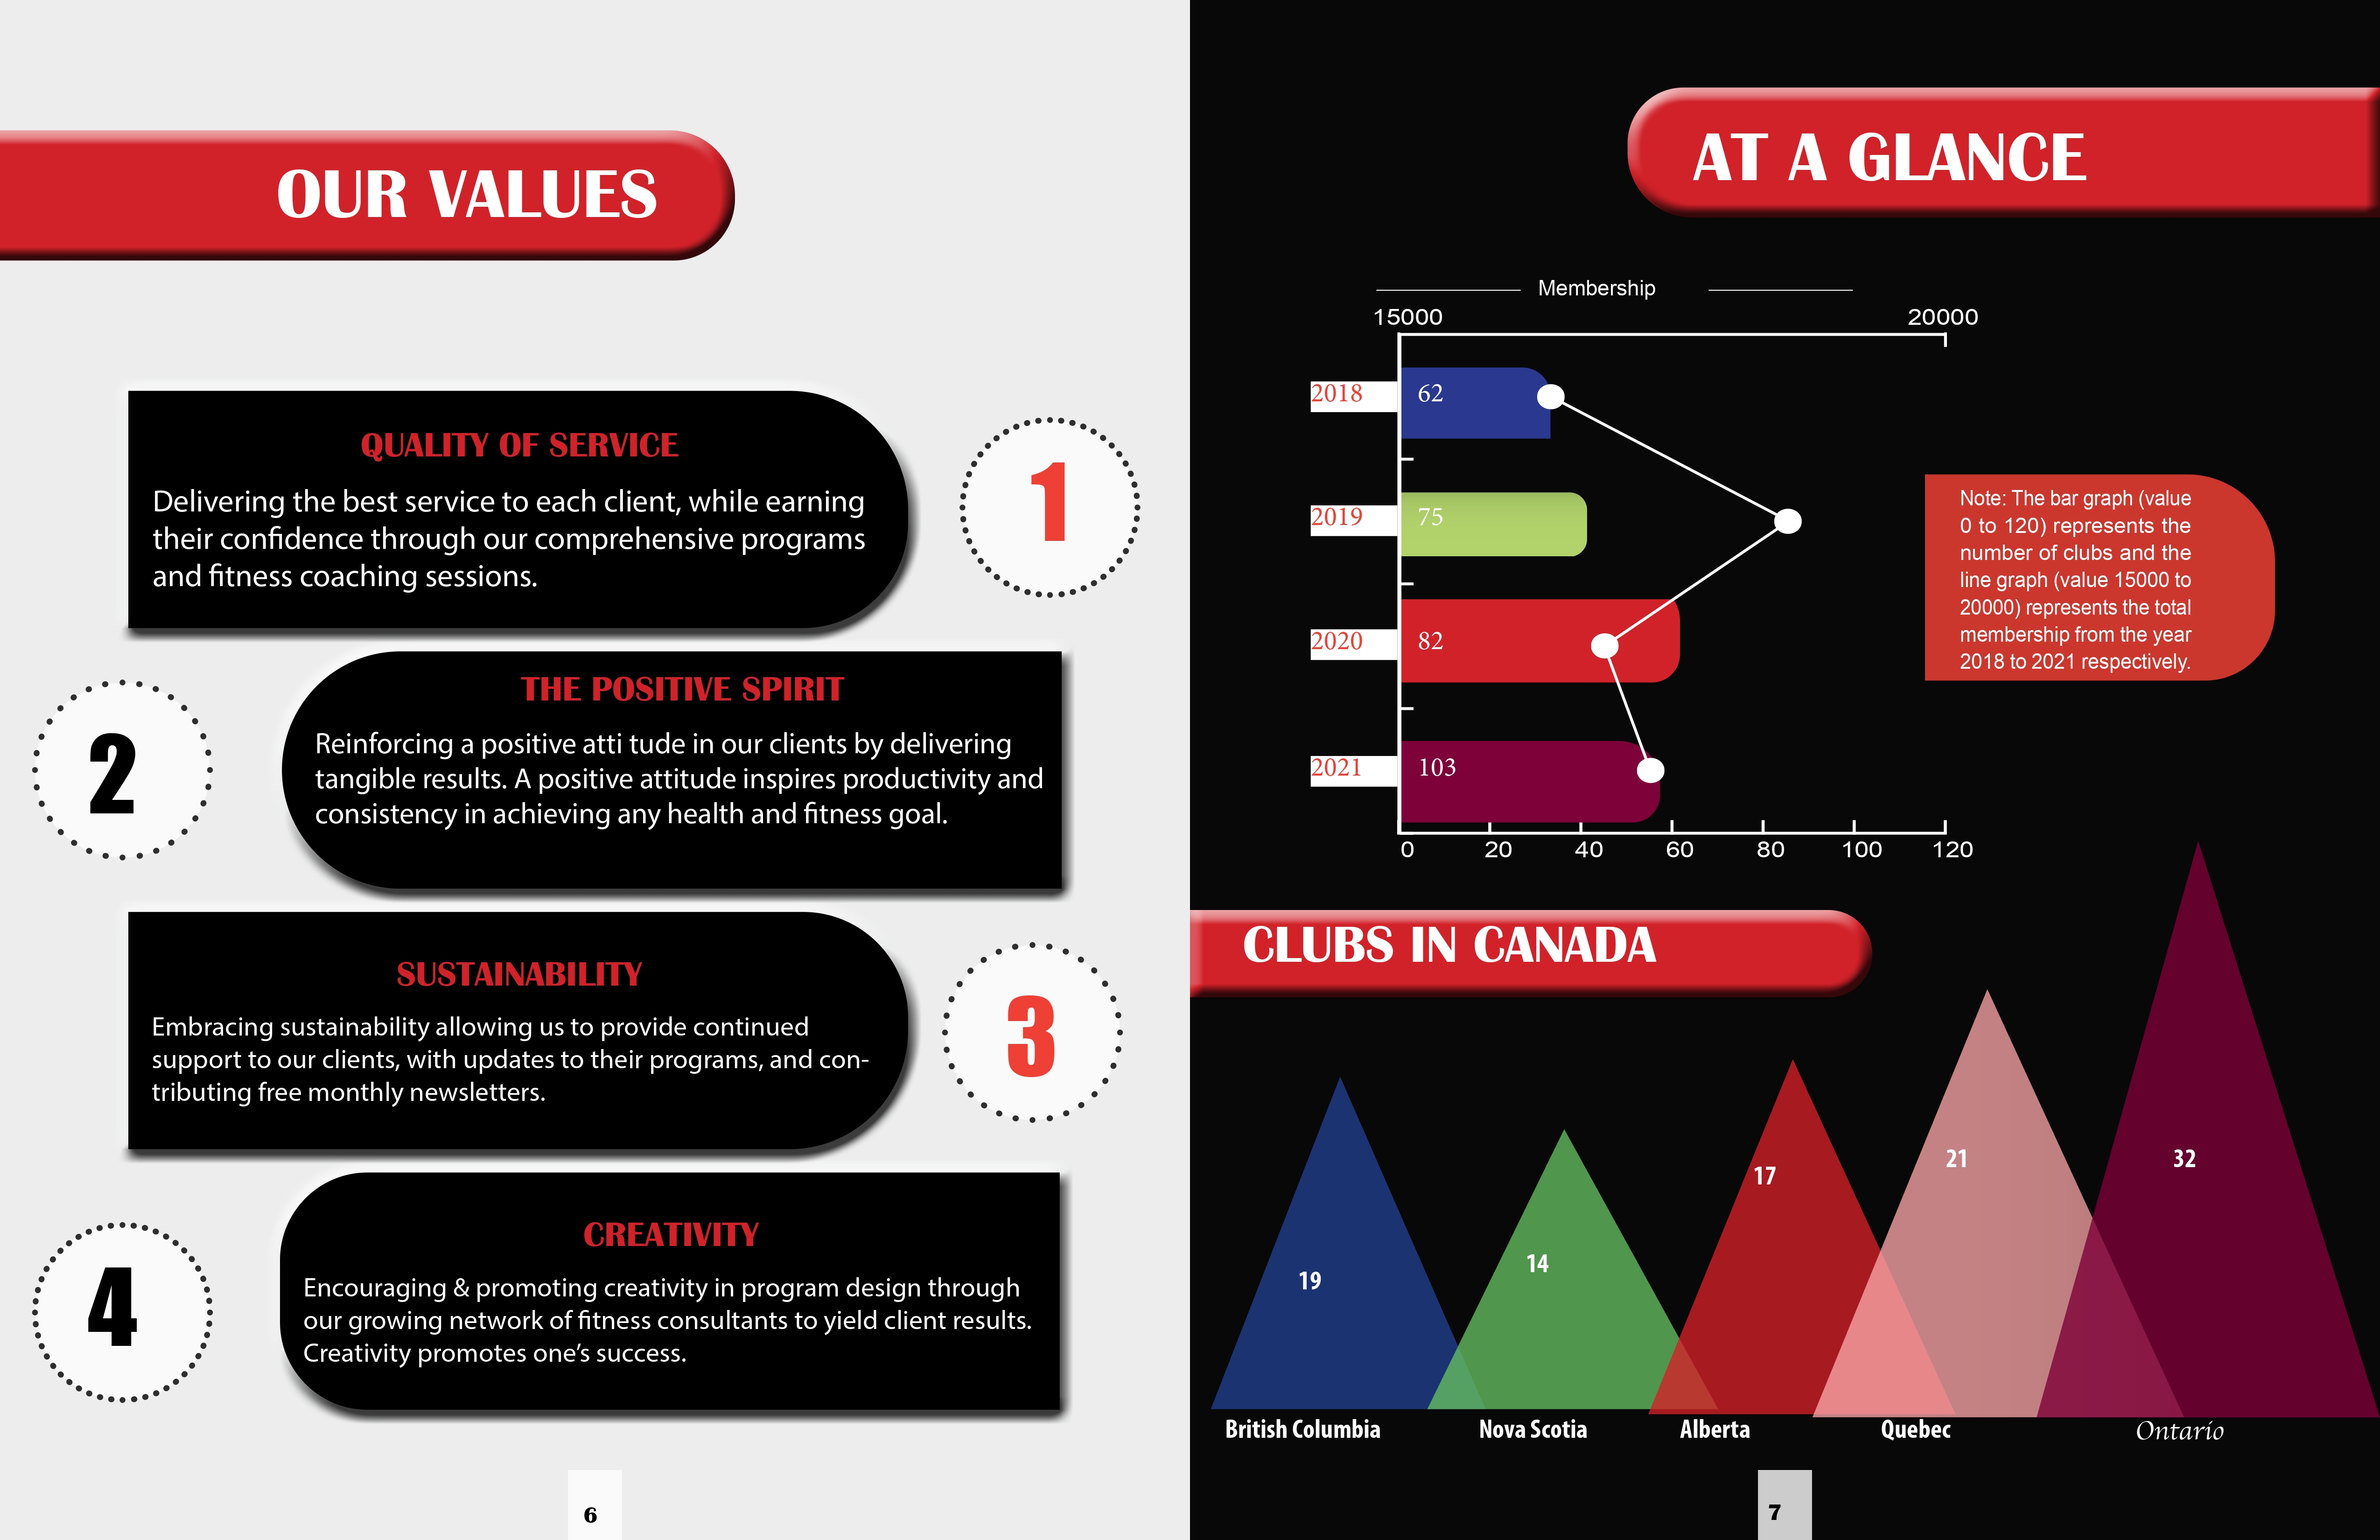 OUR VALUES
QUALITY OF SERVICE
Delivering the best service to each client, while earning
their confidence through our comprehensive programs
and fitness coaching sessions.
1
THE POSITIVE SPIRIT
Reinforcing a positive atti tude in our clients by delivering
tangible results. A positive attitude inspires productivity and
consistency in achieving any health and fitness goal.
2
SUSTAINABILITY
Embracing sustainability allowing us to provide continued
support to our clients, with updates to their programs, and con-
tributing free monthly newsletters.
3
CREATIVITY
Encouraging & promoting creativity in program design through
our growing network of fitness consultants to yield client results.
Creativity promotes one's success.
4
6
AT A GLANCE
Membership
15000 20000
2018 62
2019 75
2020 82
2021 103
0 20 40 60 80 100 120
Note: The bar graph (value
0 to 120) represents the
number of clubs and the
line graph (value 15000 to
20000) represents the total
membership from the year
2018 to 2021 respectively.
CLUBS IN CANADA
19 14 17 21 32
British Columbia Nova Scotia Alberta Quebec Ontario
7